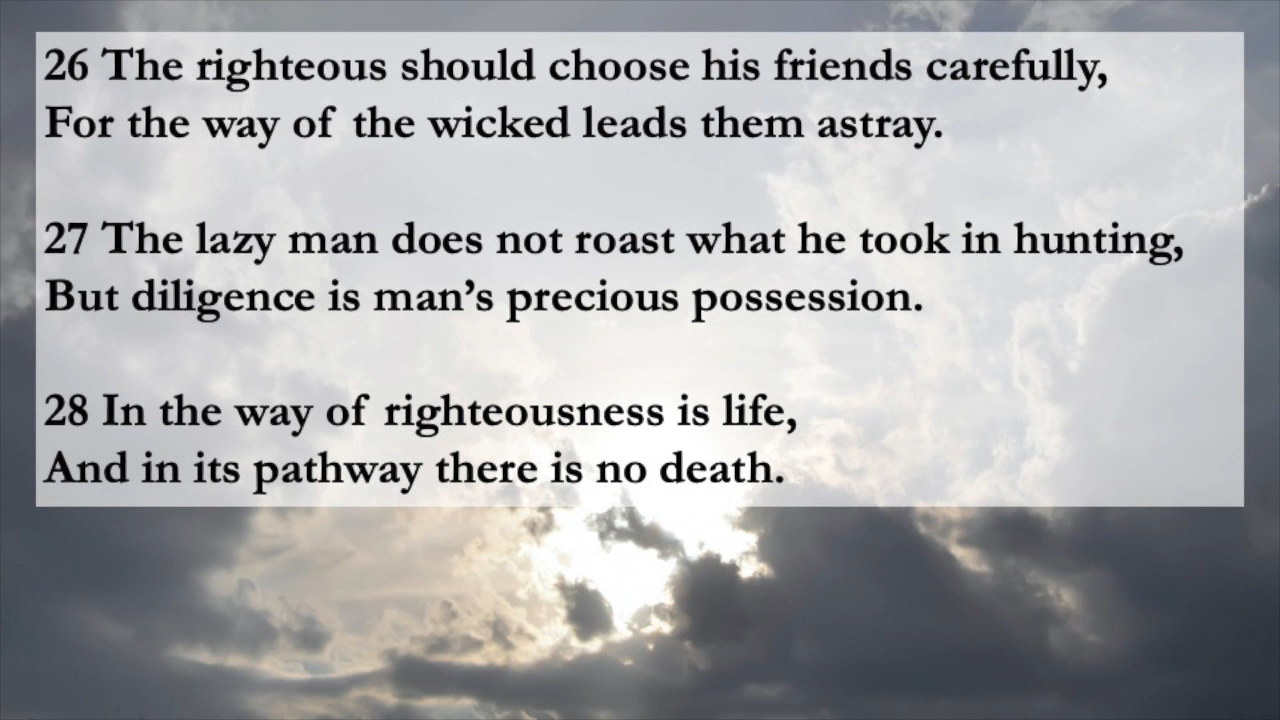 26 The righteous should choose his friends carefully,
For the way of the wicked leads them astray.
27 The lazy man does not roast what he took in hunting,
But diligence is man’s precious possession.
28 In the way of righteousness is life,
And in its pathway there is no death.